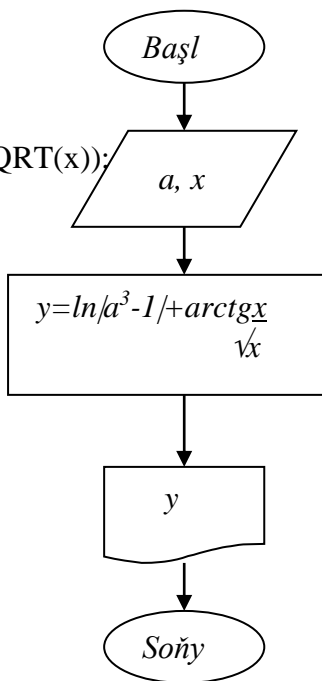 Başl
QRT(x));
a, x
y=ln/a³-1/+arctgx
√x
y
Soňy